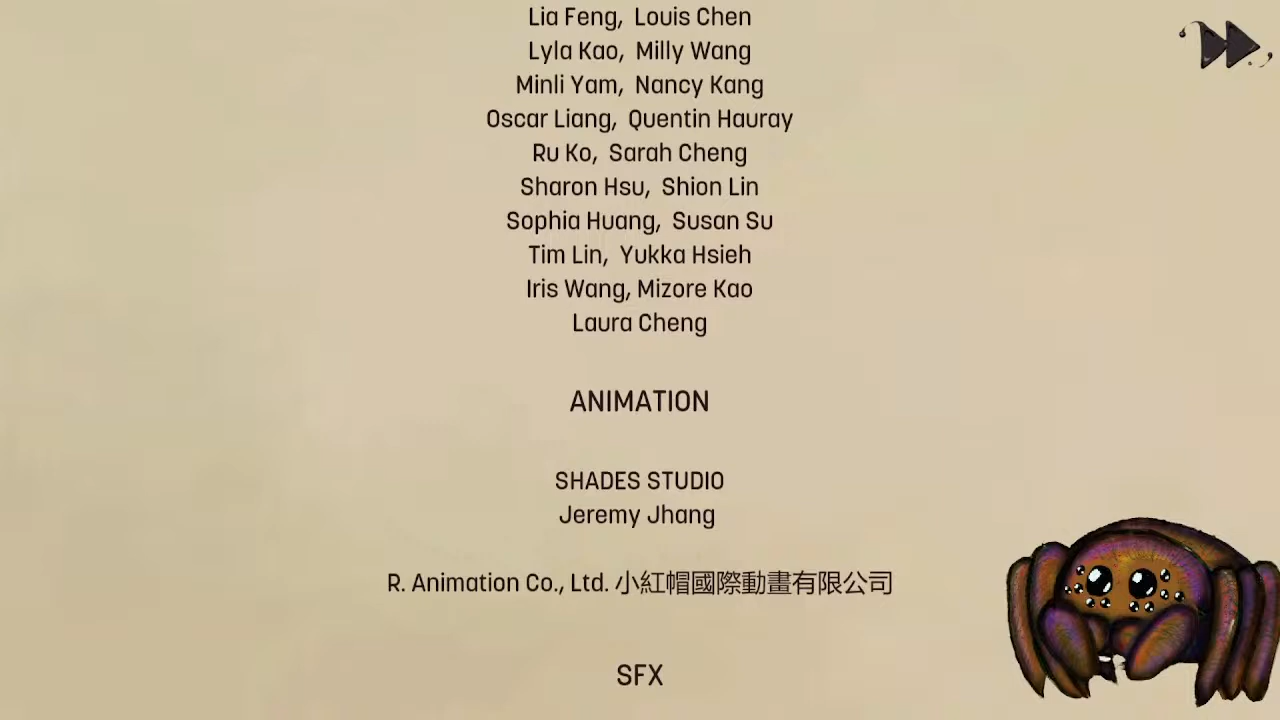 Lia Feng,  Louis Chen
Lyla Kao,  Milly Wang
Minli Yam,  Nancy Kang
Oscar Liang,  Quentin Hauray
Ru Ko,  Sarah Cheng
Sharon Hsu,  Shion Lin
Sophia Huang,  Susan Su
Tim Lin,  Yukka Hsieh
Iris Wang, Mizore Kao
Laura Cheng
ANIMATION
SHADES STUDIO
Jeremy Jhang
R. Animation Co., Ltd. 小紅帽國際動畫有限公司
SFX